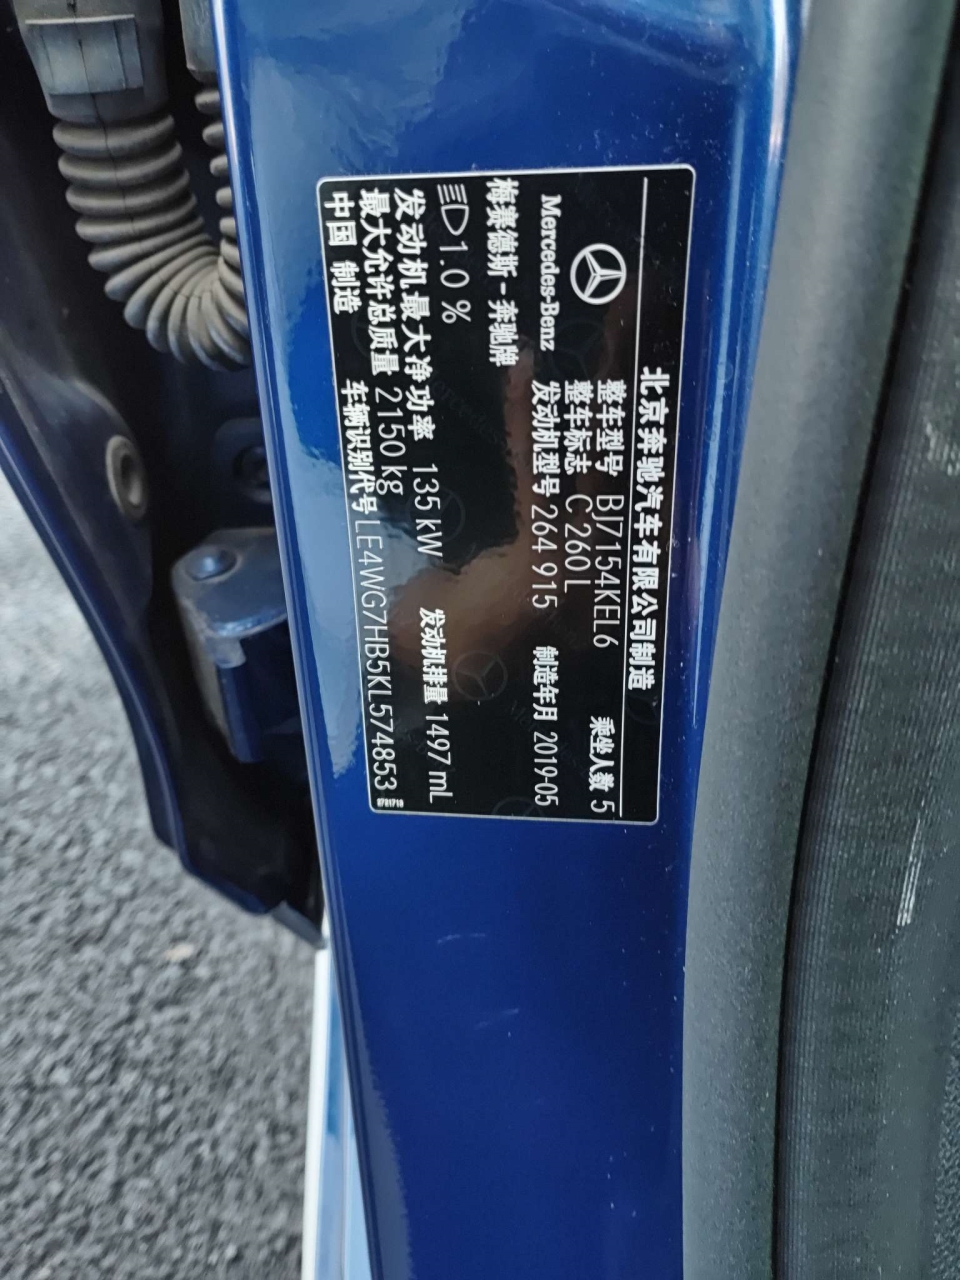 北京奔驰汽车有限公司制造
整车型号 BJ7154KEL6 乘坐人数 5
整车标志 C 260 L
Mercedes-Benz 发动机型号 264 915 制造年月 2019-05
梅赛德斯-奔驰牌
1.0 %
发动机最大净功率 135 kW 发动机排量 1497 mL
最大允许总质量 2150 kg
中国 制造 车辆识别代号 LE4WG7HB5KL574853